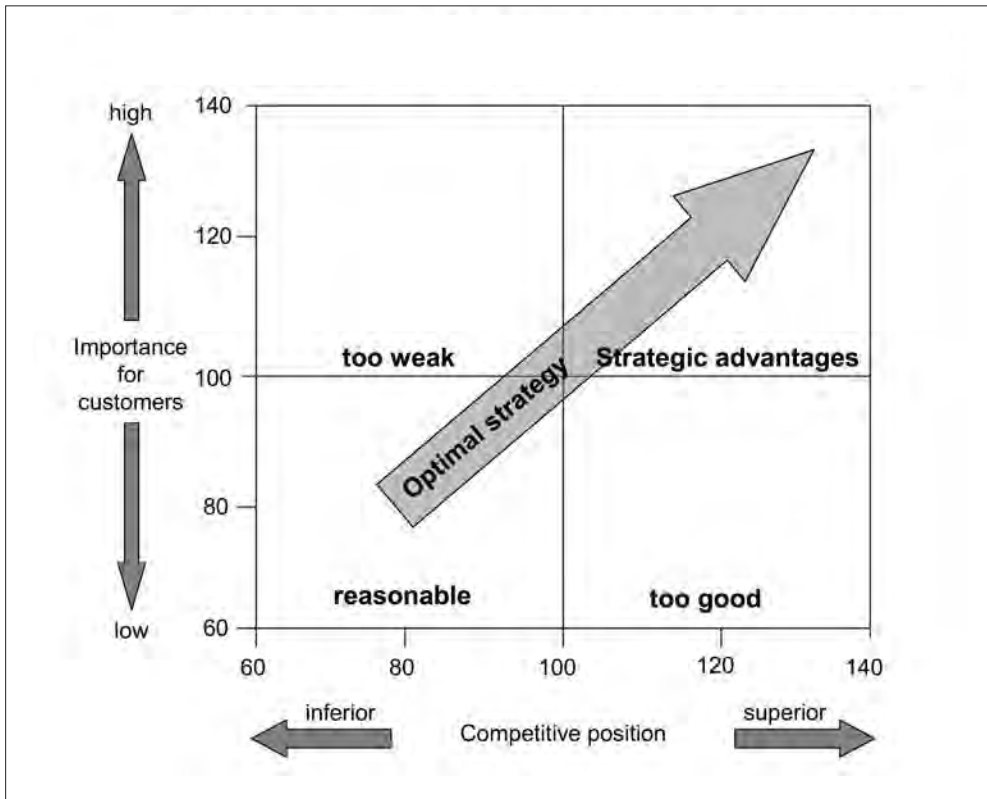 140
high
120
Importance
for
customers
too weak
Strategic advantages
100
Optimal strategy
80
reasonable
too good
low
60
60
80
100
120
140
inferior
Competitive position
superior